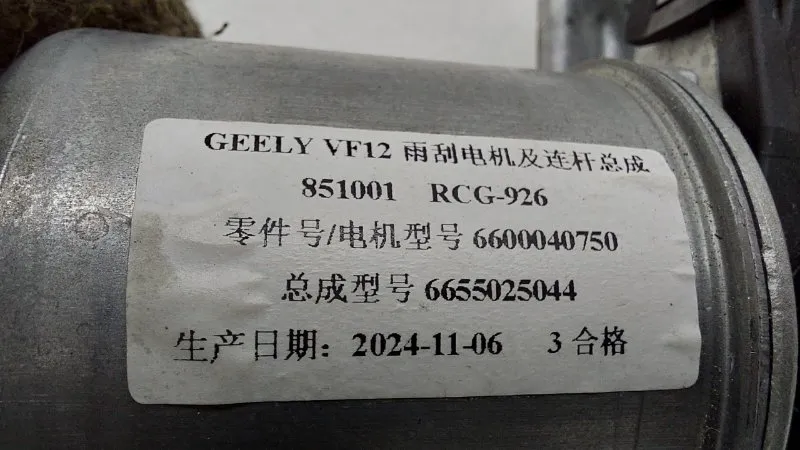 GEELY VF12 雨刮电机及连杆总成
851001 RCG-926
零件号/电机型号 6600040750
总成型号 6655025044
生产日期：2024-11-06 3 合格